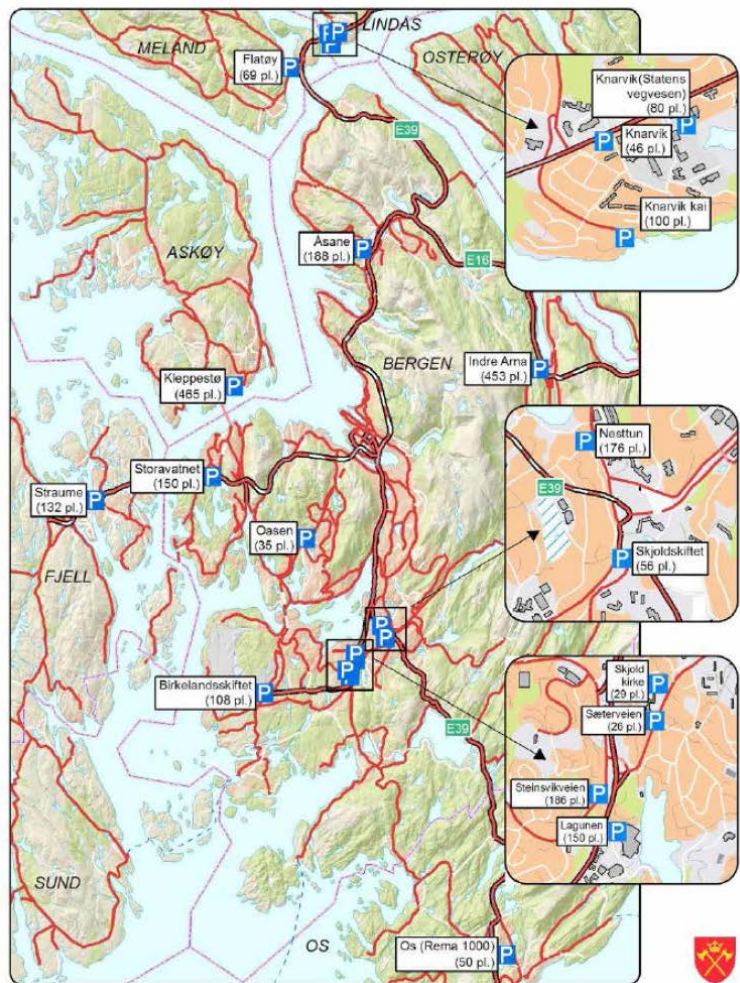 LINDÅS
MELAND
Flatøy
(69 pl.)
OSTERØY
E39
Knarvik(Statens
vegvesen)
(80 pl.)
Knarvik
(46 pl.)
Knarvik kai
(100 pl.)
P
P
P
P
P
P
Åsane
(188 pl.)
P
ASKØY
E16
BERGEN
Indre Arna
(453 pl.)
P
Kleppestø
(465 pl.)
P
Nesttun
(176 pl.)
P
E39
Skjoldskiftet
(56 pl.)
P
Storavatnet
(150 pl.)
P
Straume
(132 pl.)
P
Oasen
(35 pl.)
P
FJELL
P
P
P
P
Birkelandsskiftet
(108 pl.)
P
E39
Skjold
kirke
(29 pl.)
P
Sæterveien
(26 pl.)
P
Steinsvikveien
(186 pl.)
P
Lagunen
(150 pl.)
P
SUND
OS
Os (Rema 1000)
(50 pl.)
P